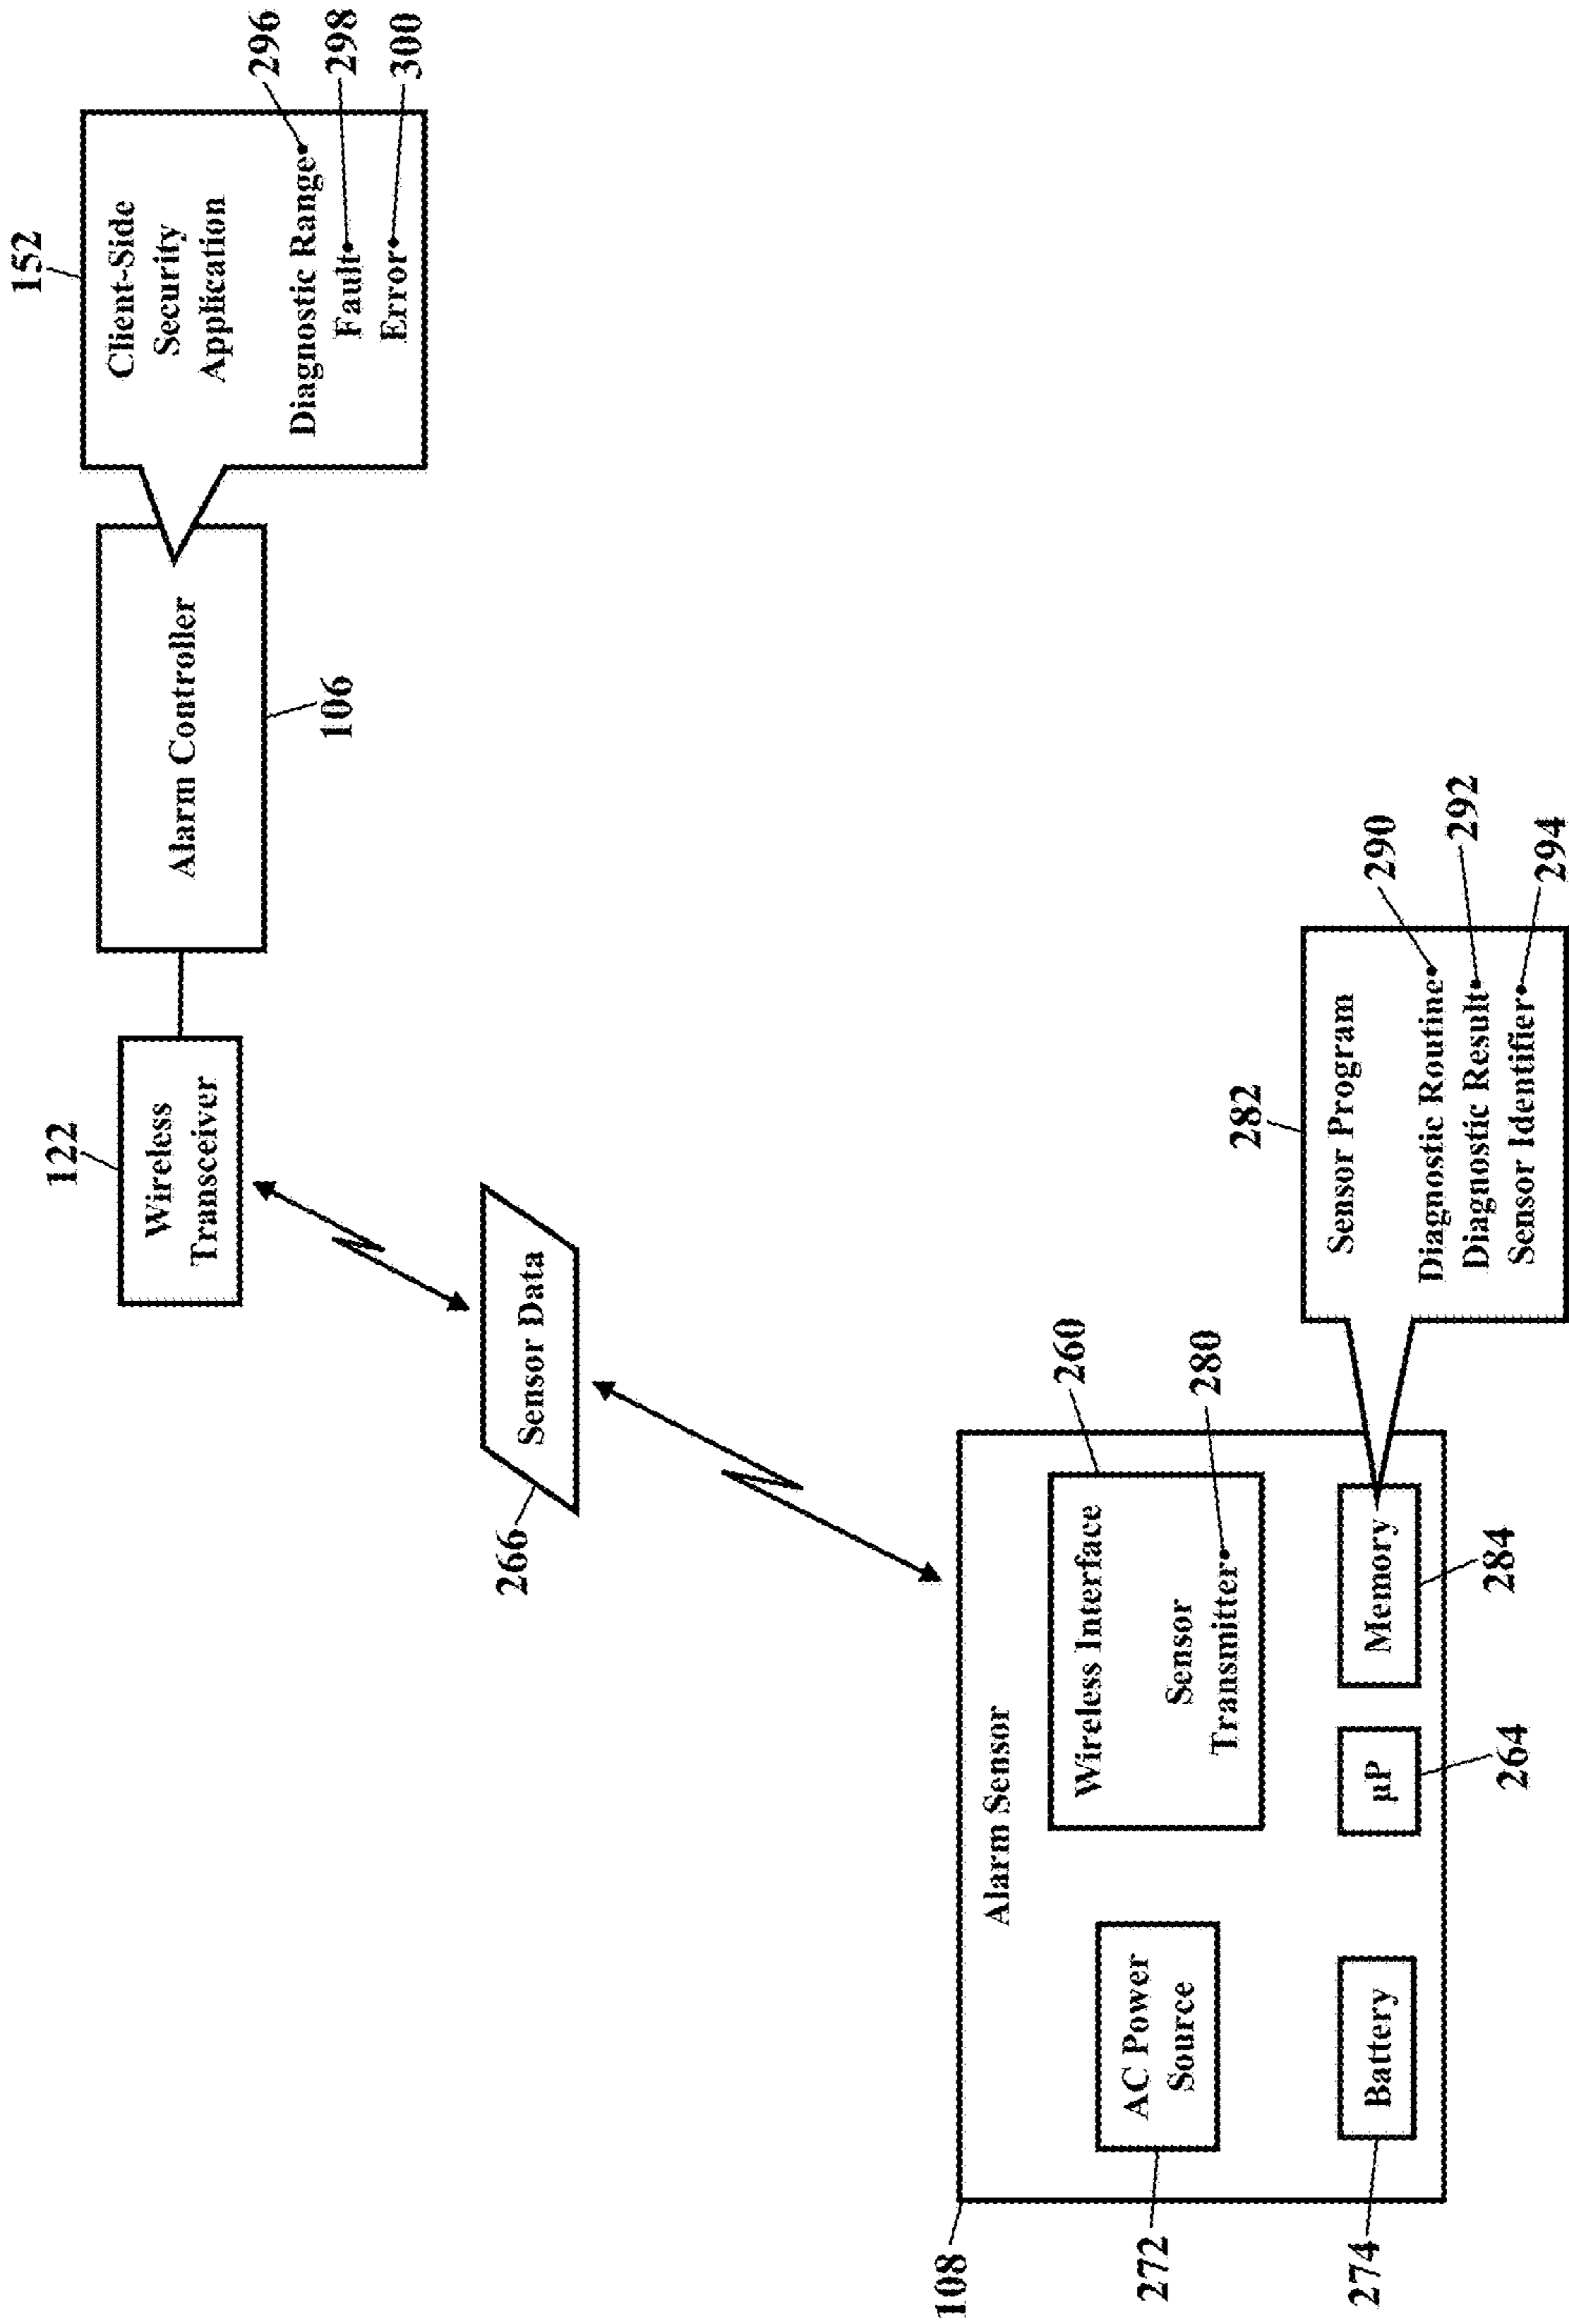 152
Client-Side
Security
Application
Diagnostic Range
296
Fault
298
Error
300
Alarm Controller
106
122
Wireless
Transceiver
Sensor Data
266
108
Alarm Sensor
AC Power
Source
272
Wireless Interface
260
Sensor
Transmitter
280
Battery
274
μP
264
Memory
284
282
Sensor Program
Diagnostic Routine
290
Diagnostic Result
292
Sensor Identifier
294